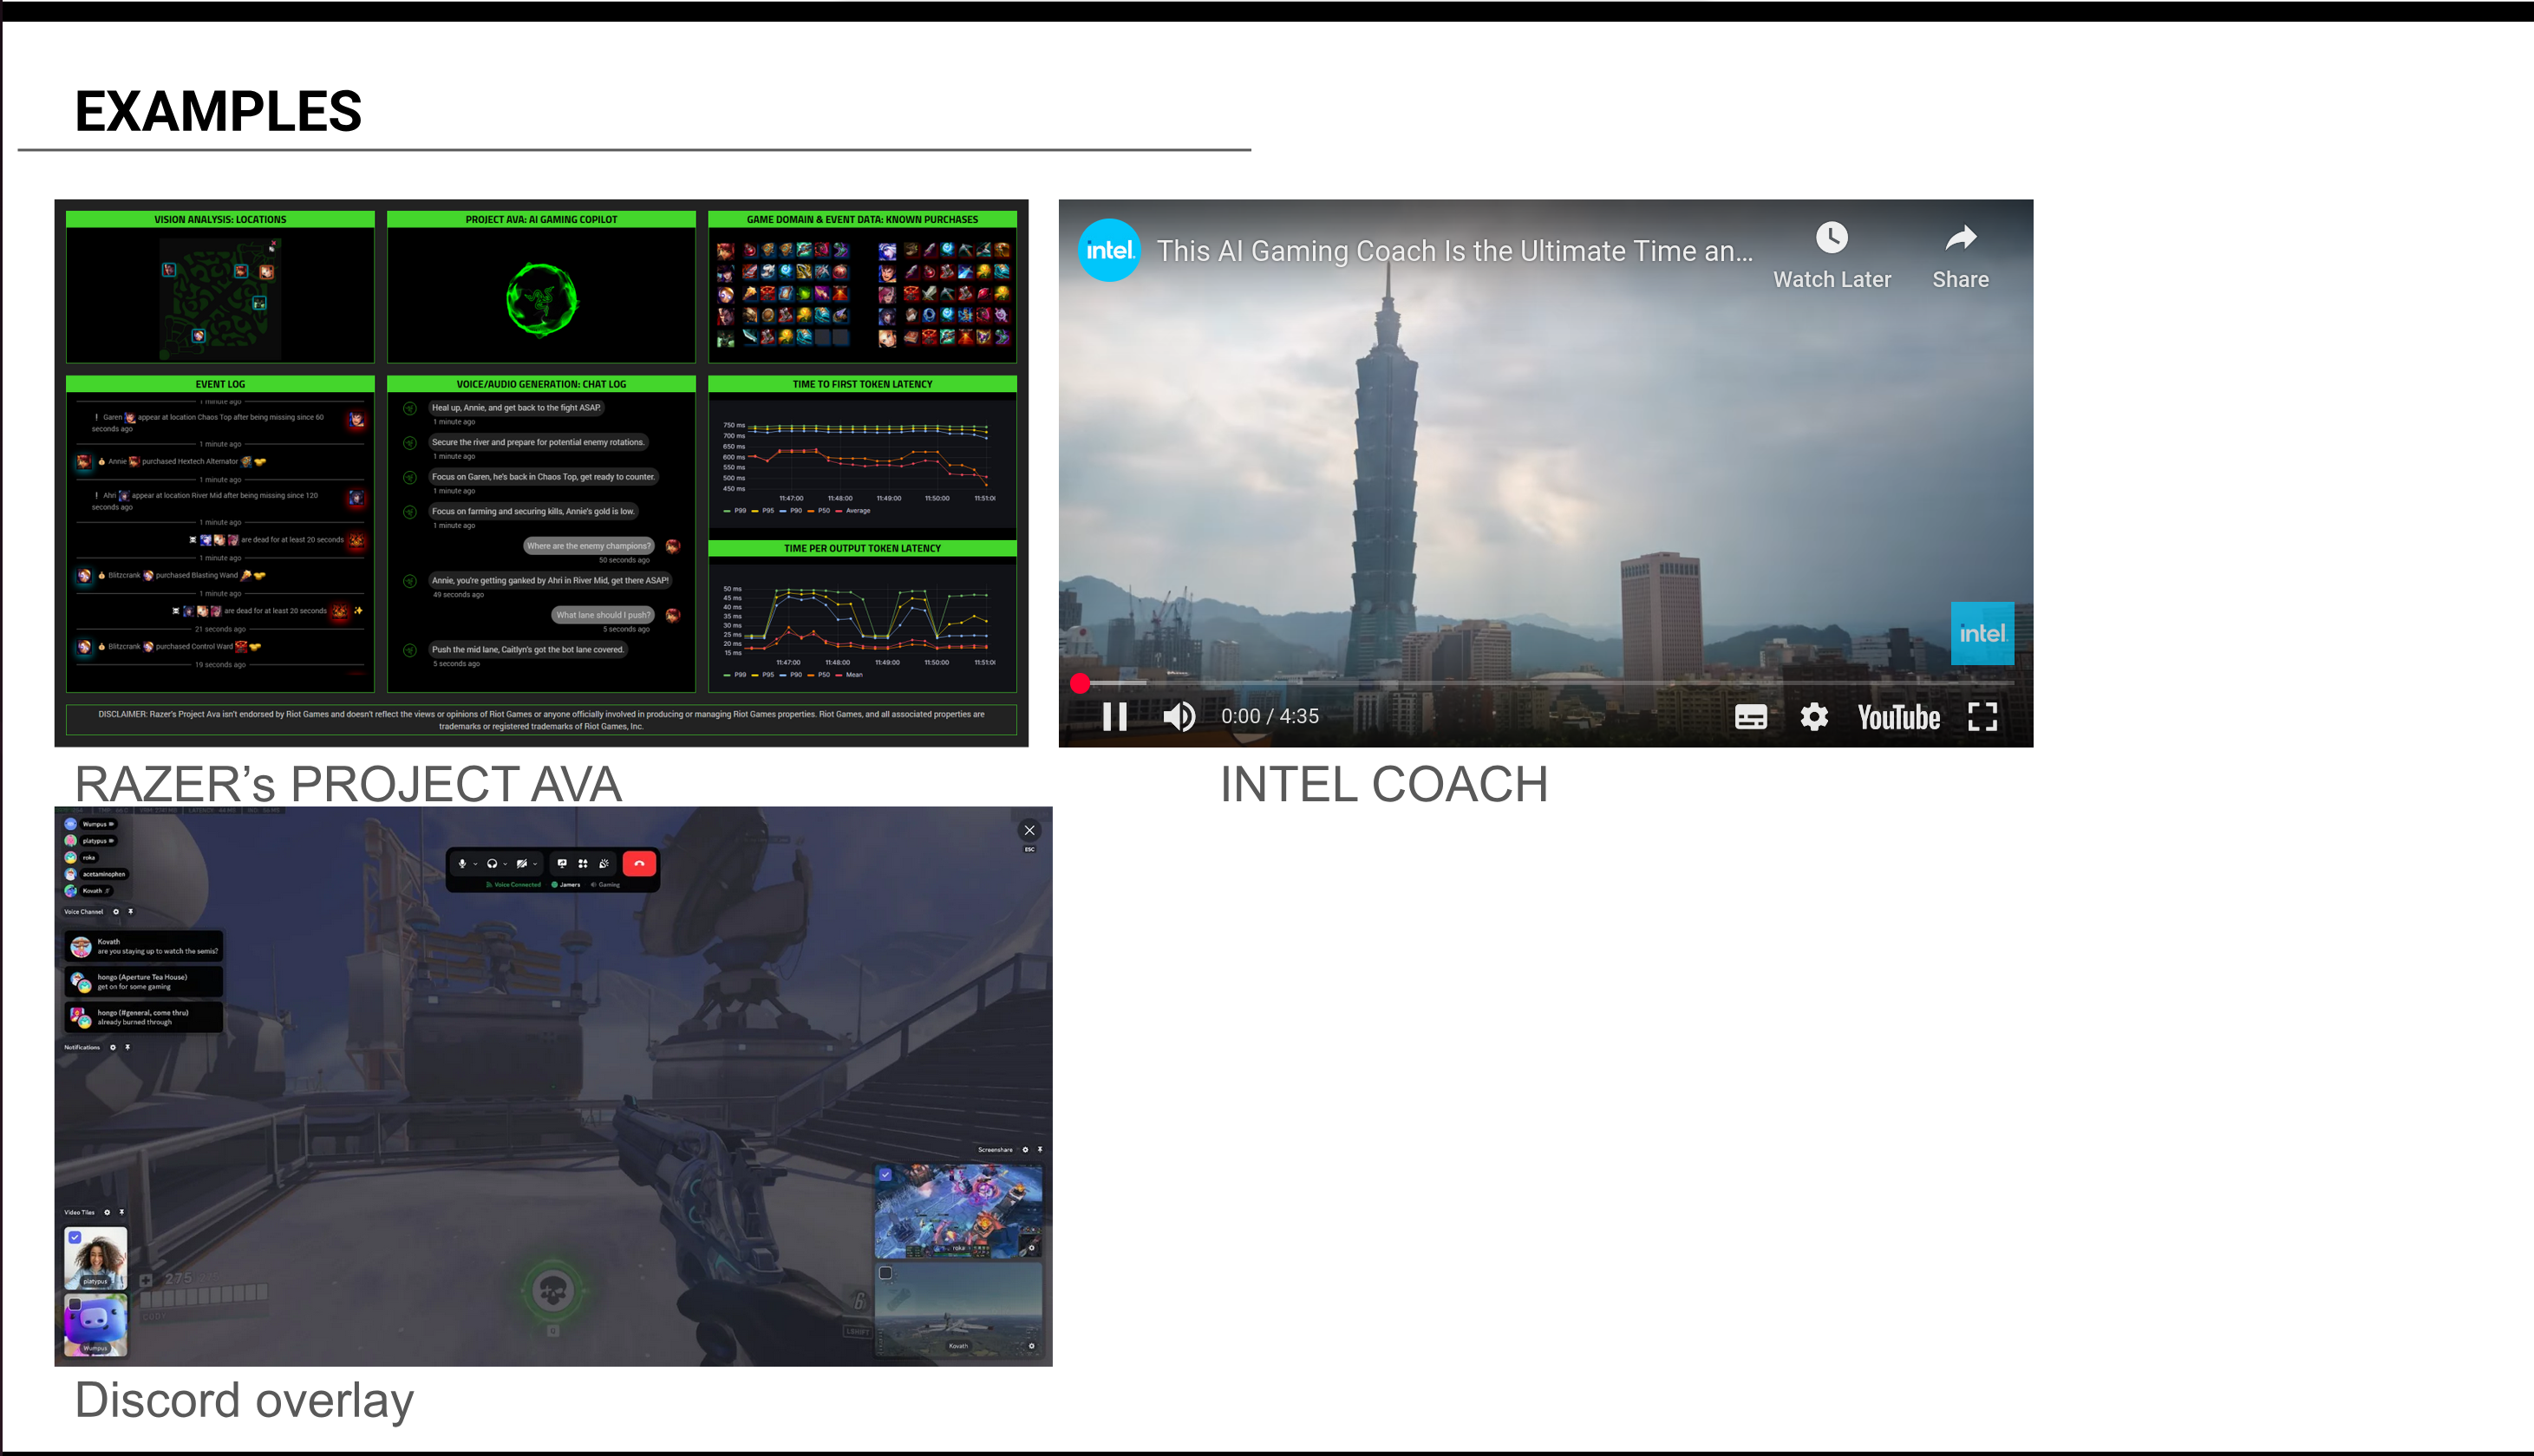 EXAMPLES
VISION ANALYSIS: LOCATIONS
PROJECT AVA: AI GAMING COPILOT
GAME DOMAIN & EVENT DATA: KNOWN PURCHASES
EVENT LOG
1 minute ago
! Garen appear at location Chaos Top after being missing since 60
seconds ago
1 minute ago
Annie purchased Hextech Alternator
1 minute ago
! Ahri appear at location River Mid after being missing since 120
seconds ago
1 minute ago
are dead for at least 20 seconds
1 minute ago
Blitzcrank purchased Blasting Wand
1 minute ago
are dead for at least 20 seconds
21 seconds ago
Blitzcrank purchased Control Ward
19 seconds ago
VOICE/AUDIO GENERATION: CHAT LOG
Heal up, Annie, and get back to the fight ASAP.
1 minute ago
Secure the river and prepare for potential enemy rotations.
1 minute ago
Focus on Garen, he's back in Chaos Top, get ready to counter.
1 minute ago
Focus on farming and securing kills, Annie's gold is low.
1 minute ago
Where are the enemy champions?
50 seconds ago
Annie, you're getting ganked by Ahri in River Mid, get there ASAP!
49 seconds ago
What lane should I push?
5 seconds ago
Push the mid lane, Caitlyn's got the bot lane covered.
5 seconds ago
TIME TO FIRST TOKEN LATENCY
750 ms
700 ms
650 ms
600 ms
550 ms
500 ms
450 ms
11:47:00 11:48:00 11:49:00 11:50:00 11:51:0(
P99 P95 P90 P50 Average
TIME PER OUTPUT TOKEN LATENCY
50 ms
45 ms
40 ms
35 ms
30 ms
25 ms
20 ms
15 ms
11:47:00 11:48:00 11:49:00 11:50:00 11:51:0(
P99 P95 P90 P50 Mean
DISCLAIMER: Razer's Project Ava isn't endorsed by Riot Games and doesn't reflect the views or opinions of Riot Games or anyone officially involved in producing or managing Riot Games properties. Riot Games, and all associated properties are
trademarks or registered trademarks of Riot Games, Inc.
intel. This AI Gaming Coach Is the Ultimate Time an...
Watch Later Share
intel.
0:00 / 4:35 YouTube
RAZER’s PROJECT AVA
INTEL COACH
Wumpus
platypus
roka
acetaminophen
Kovath
Voice Channel
Voice Connected Jamers Gaming
ESC
Kovath
are you staying up to watch the semis?
hongo (Aperture Tea House)
get on for some gaming
hongo (#general, come thru)
already burned through
Notifications
Screenshare
Video Tiles
platypus
275
CODY
Wumpus
Q
6
LSHIFT
roka
Kovath
Discord overlay